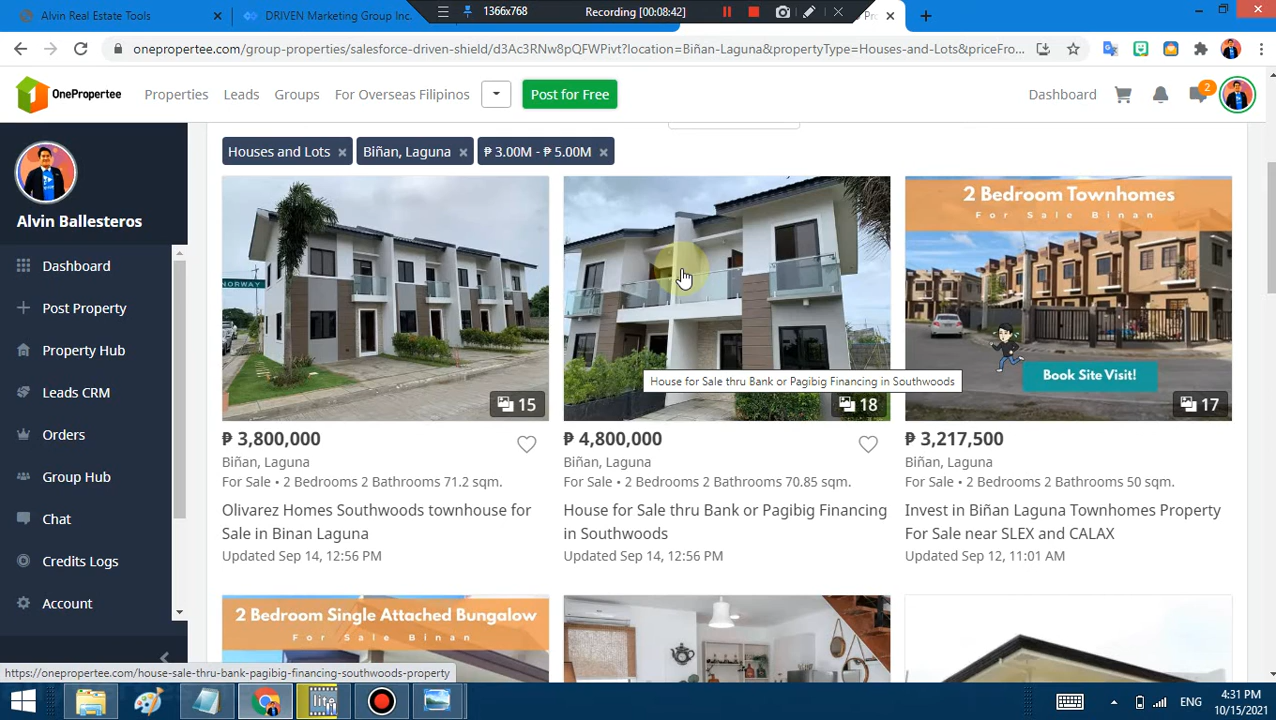 Alvin Real Estate Tools
DRIVEN Marketing Group Inc.
1366x768
Recording [00:08:42]
onepropertee.com/group-properties/salesforce-driven-shield/d3Ac3RNw8pQFWPivt?location=Biñan-Laguna&propertyType=Houses-and-Lots&priceFro...
OnePropertee
Properties
Leads
Groups
For Overseas Filipinos
Post for Free
Dashboard
2
Alvin Ballesteros
Dashboard
Post Property
Property Hub
Leads CRM
Orders
Group Hub
Chat
Credits Logs
Account
Houses and Lots ×
Biñan, Laguna ×
₱ 3.00M - ₱ 5.00M ×
NORWAY
15
₱ 3,800,000
Biñan, Laguna
For Sale • 2 Bedrooms 2 Bathrooms 71.2 sqm.
Olivarez Homes Southwoods townhouse for
Sale in Binan Laguna
Updated Sep 14, 12:56 PM
House for Sale thru Bank or Pagibig Financing in Southwoods
18
₱ 4,800,000
Biñan, Laguna
For Sale • 2 Bedrooms 2 Bathrooms 70.85 sqm.
House for Sale thru Bank or Pagibig Financing
in Southwoods
Updated Sep 14, 12:56 PM
2 Bedroom Townhomes
For Sale Binan
Book Site Visit!
17
₱ 3,217,500
Biñan, Laguna
For Sale • 2 Bedrooms 2 Bathrooms 50 sqm.
Invest in Biñan Laguna Townhomes Property
For Sale near SLEX and CALAX
Updated Sep 12, 11:01 AM
2 Bedroom Single Attached Bungalow
For Sale Binan
https://onepropertee.com/house-sale-thru-bank-pagibig-financing-southwoods-property
ENG
4:31 PM
10/15/2021